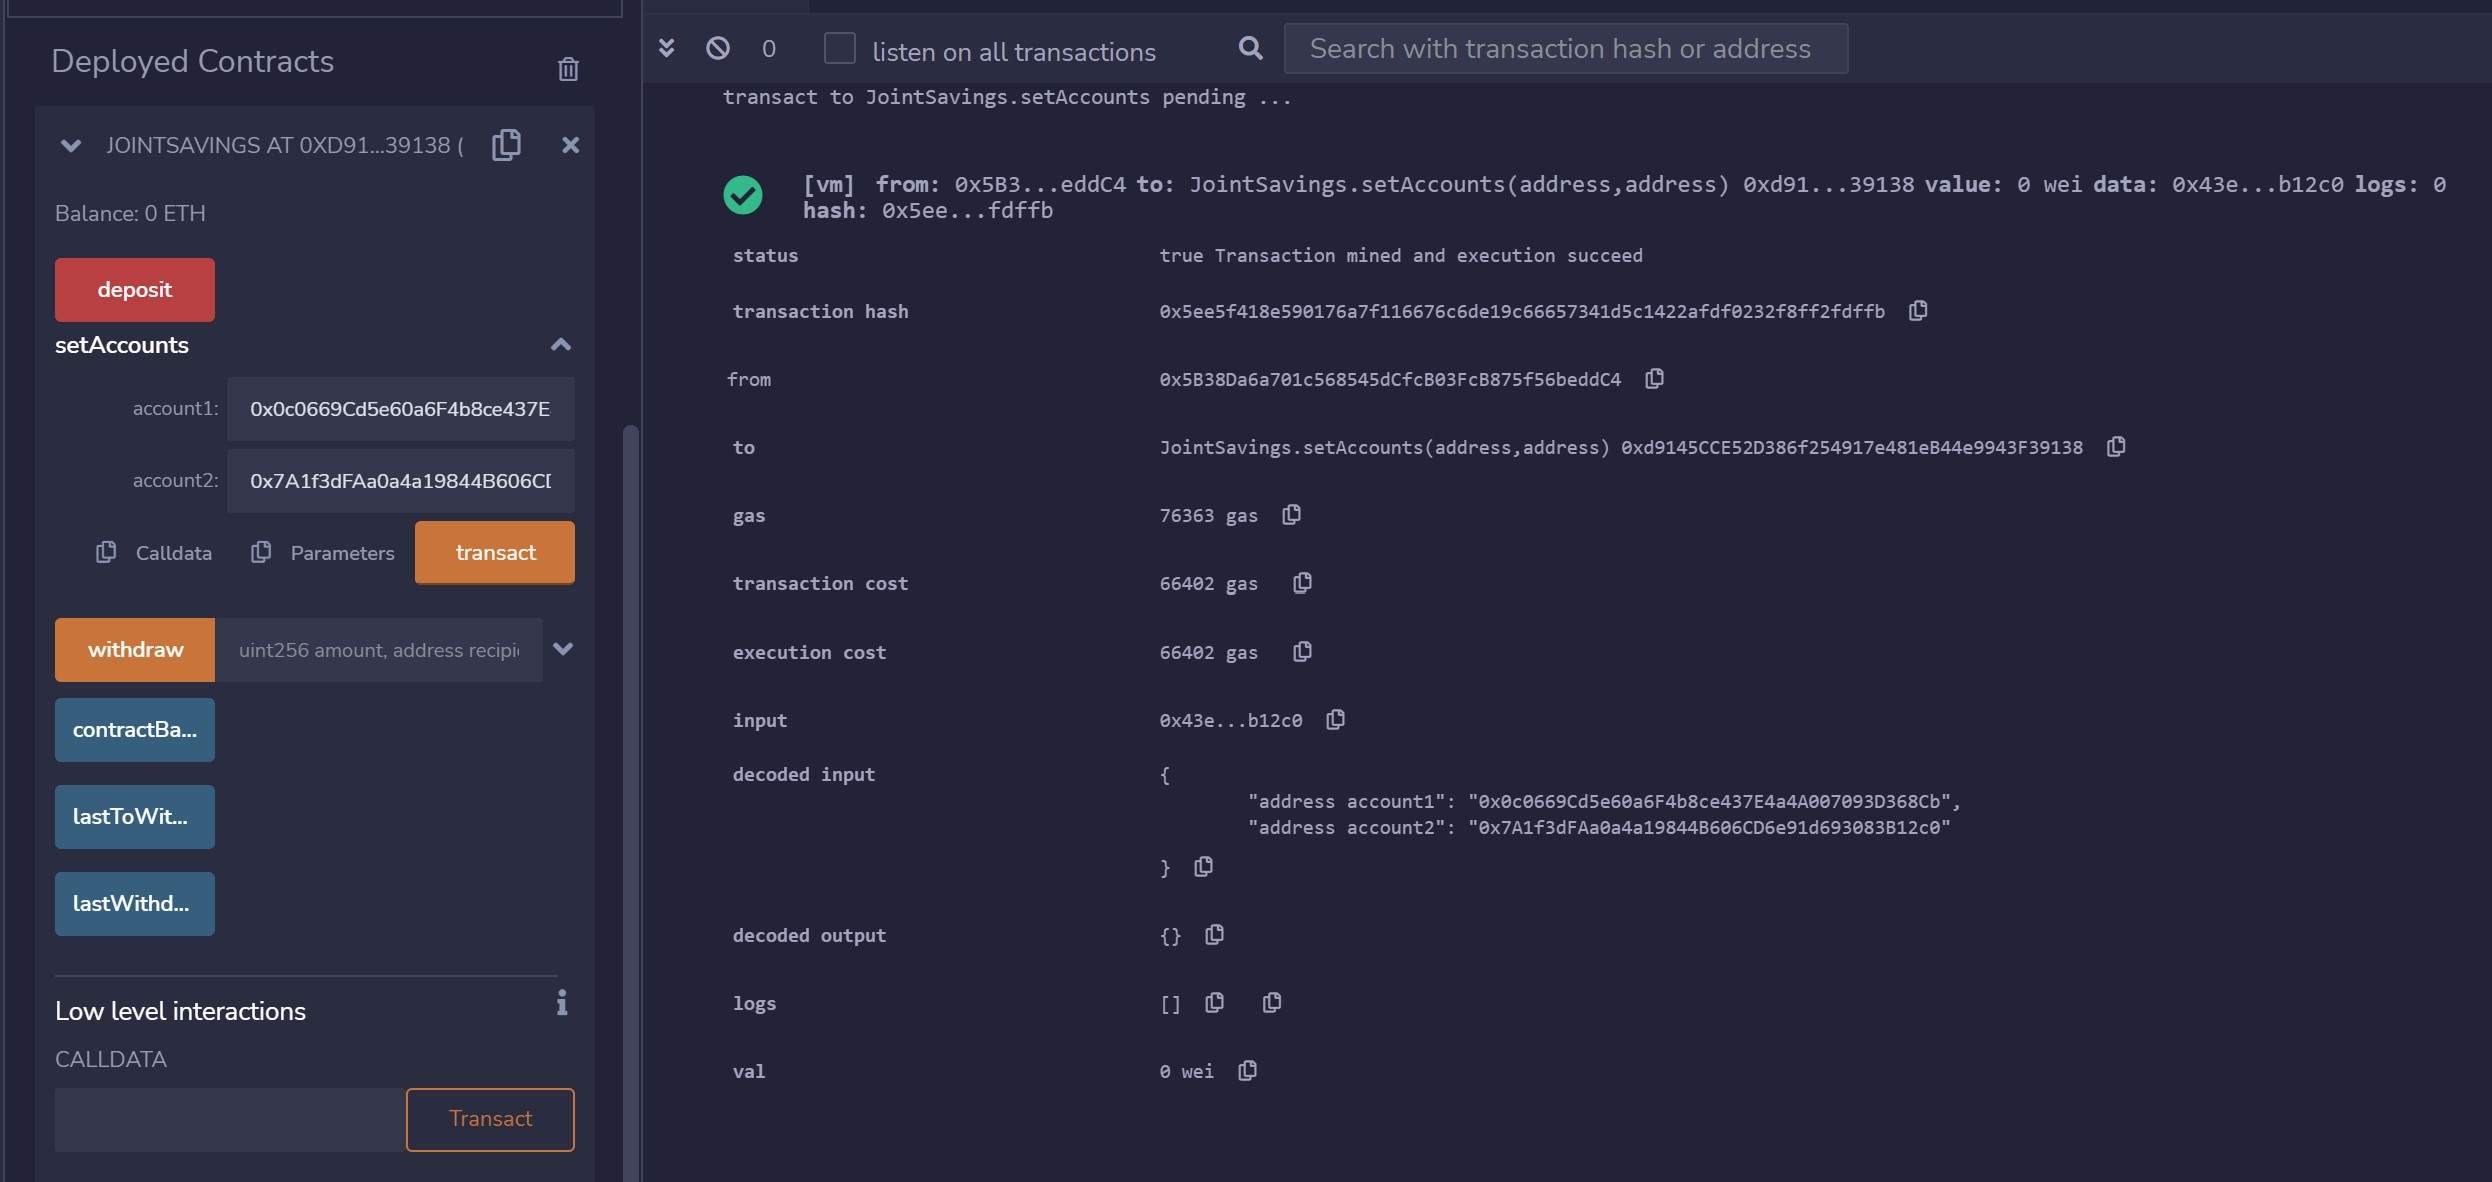 Deployed Contracts
JOINTSAVINGS AT 0XD91...39138 (
Balance: 0 ETH
deposit
setAccounts
account1: 0x0c0669Cd5e60a6F4b8ce437E
account2: 0x7A1f3dFAa0a4a19844B606CD
Calldata Parameters transact
withdraw uint256 amount, address recipi
contractBa...
lastToWit...
lastWithd...
Low level interactions
CALLDATA
Transact
0 listen on all transactions Search with transaction hash or address
transact to JointSavings.setAccounts pending ...
[vm] from: 0x5B3...eddC4 to: JointSavings.setAccounts(address,address) 0xd91...39138 value: 0 wei data: 0x43e...b12c0 logs: 0
hash: 0x5ee...fdffb
status true Transaction mined and execution succeed
transaction hash 0x5ee5f418e590176a7f116676c6de19c66657341d5c1422afdf0232f8ff2fdffb
from 0x5B38Da6a701c568545dCfcB03FcB875f56beddC4
to JointSavings.setAccounts(address,address) 0xd9145CCE52D386f254917e481eB44e9943F39138
gas 76363 gas
transaction cost 66402 gas
execution cost 66402 gas
input 0x43e...b12c0
decoded input {
"address account1": "0x0c0669Cd5e60a6F4b8ce437E4a4A007093D368Cb",
"address account2": "0x7A1f3dFAa0a4a19844B606CD6e91d693083B12c0"
}
decoded output {}
logs []
val 0 wei